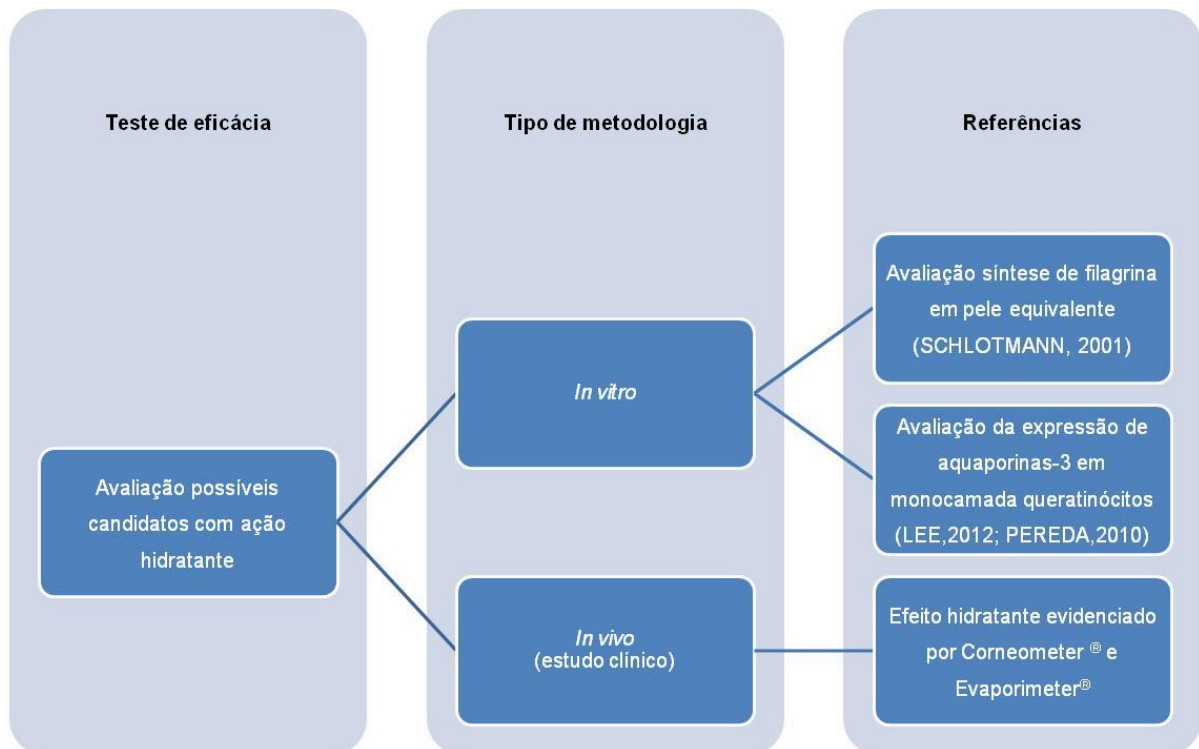 Teste de eficácia
Tipo de metodologia
Referências
Avaliação possíveis
candidatos com ação
hidratante
In vitro
In vivo
(estudo clínico)
Avaliação síntese de filagrina
em pele equivalente
(SCHLOTMANN, 2001)
Avaliação da expressão de
aquaporinas-3 em
monocamada queratinócitos
(LEE,2012; PEREDA,2010)
Efeito hidratante evidenciado
por Corneometer ® e
Evaporimeter®